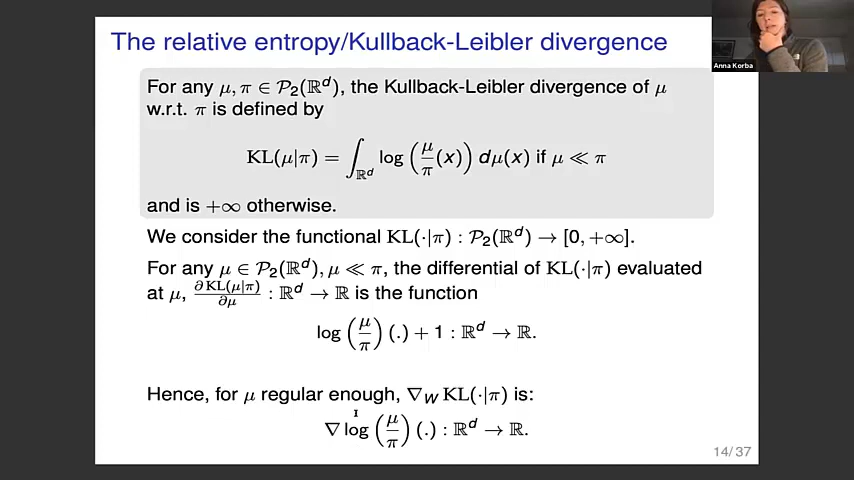 The relative entropy/Kullback-Leibler divergence
Anna Korba
For any μ, π ∈ 𝒫₂(ℝᵈ), the Kullback-Leibler divergence of μ
w.r.t. π is defined by
KL(μ|π) = ∫_{ℝᵈ} log (μ/π (x)) dμ(x) if μ ≪ π
and is +∞ otherwise.
We consider the functional KL(·|π) : 𝒫₂(ℝᵈ) → [0, +∞].
For any μ ∈ 𝒫₂(ℝᵈ), μ ≪ π, the differential of KL(·|π) evaluated
at μ, ∂ KL(μ|π)/∂μ : ℝᵈ → ℝ is the function
log (μ/π) (.) + 1 : ℝᵈ → ℝ.
Hence, for μ regular enough, ∇_W KL(·|π) is:
∇ log (μ/π) (.) : ℝᵈ → ℝ.
14/ 37